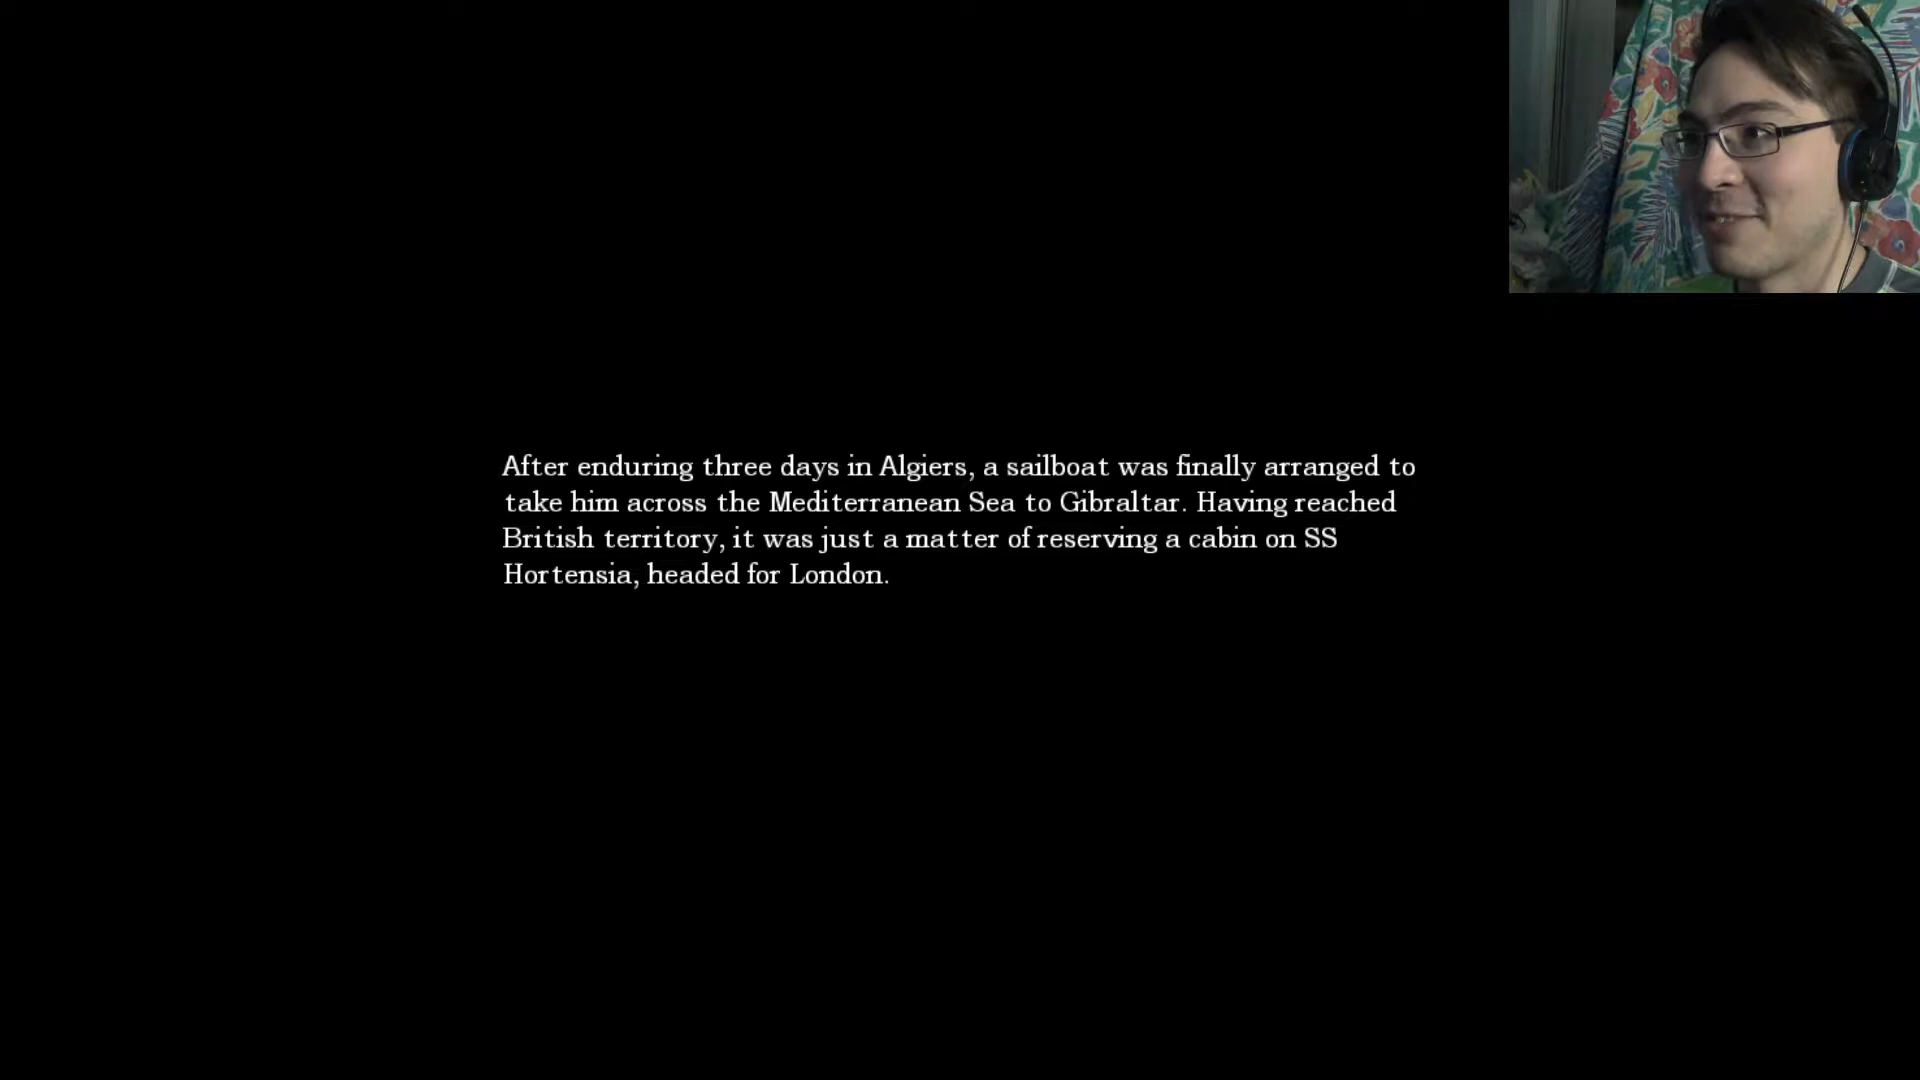 After enduring three days in Algiers, a sailboat was finally arranged to
take him across the Mediterranean Sea to Gibraltar. Having reached
British territory, it was just a matter of reserving a cabin on SS
Hortensia, headed for London.